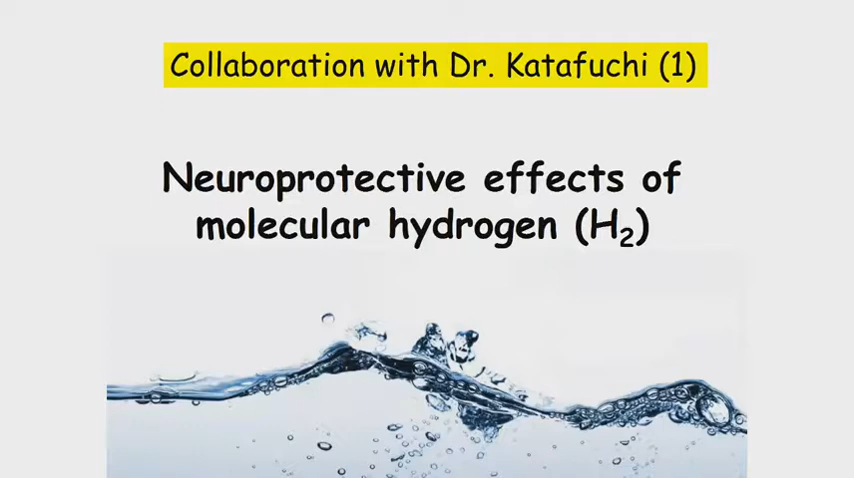 Collaboration with Dr. Katafuchi (1)
Neuroprotective effects of
molecular hydrogen (H₂)